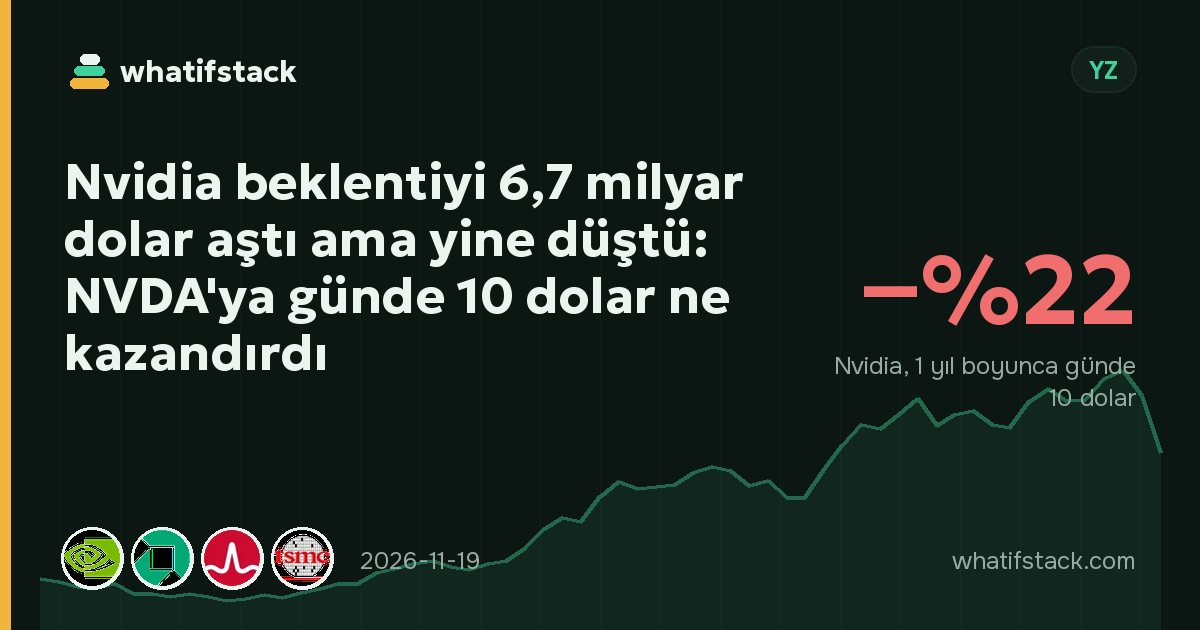 whatifstack
YZ
Nvidia beklentiyi 6,7 milyar
dolar aştı ama yine düştü:
NVDA'ya günde 10 dolar ne
kazandırdı
−%22
Nvidia, 1 yıl boyunca günde
10 dolar
tsmc
2026-11-19
whatifstack.com